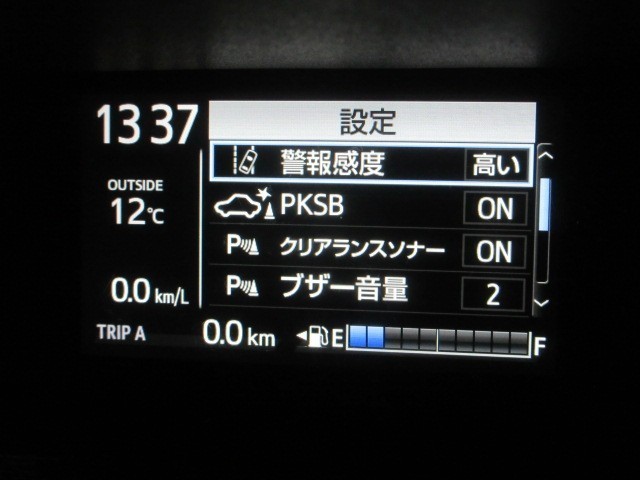 13 37
設定
警報感度 高い
OUTSIDE
12℃
PKSB ON
P クリアランスソナー ON
P ブザー音量 2
0.0 km/L
TRIP A 0.0 km E F